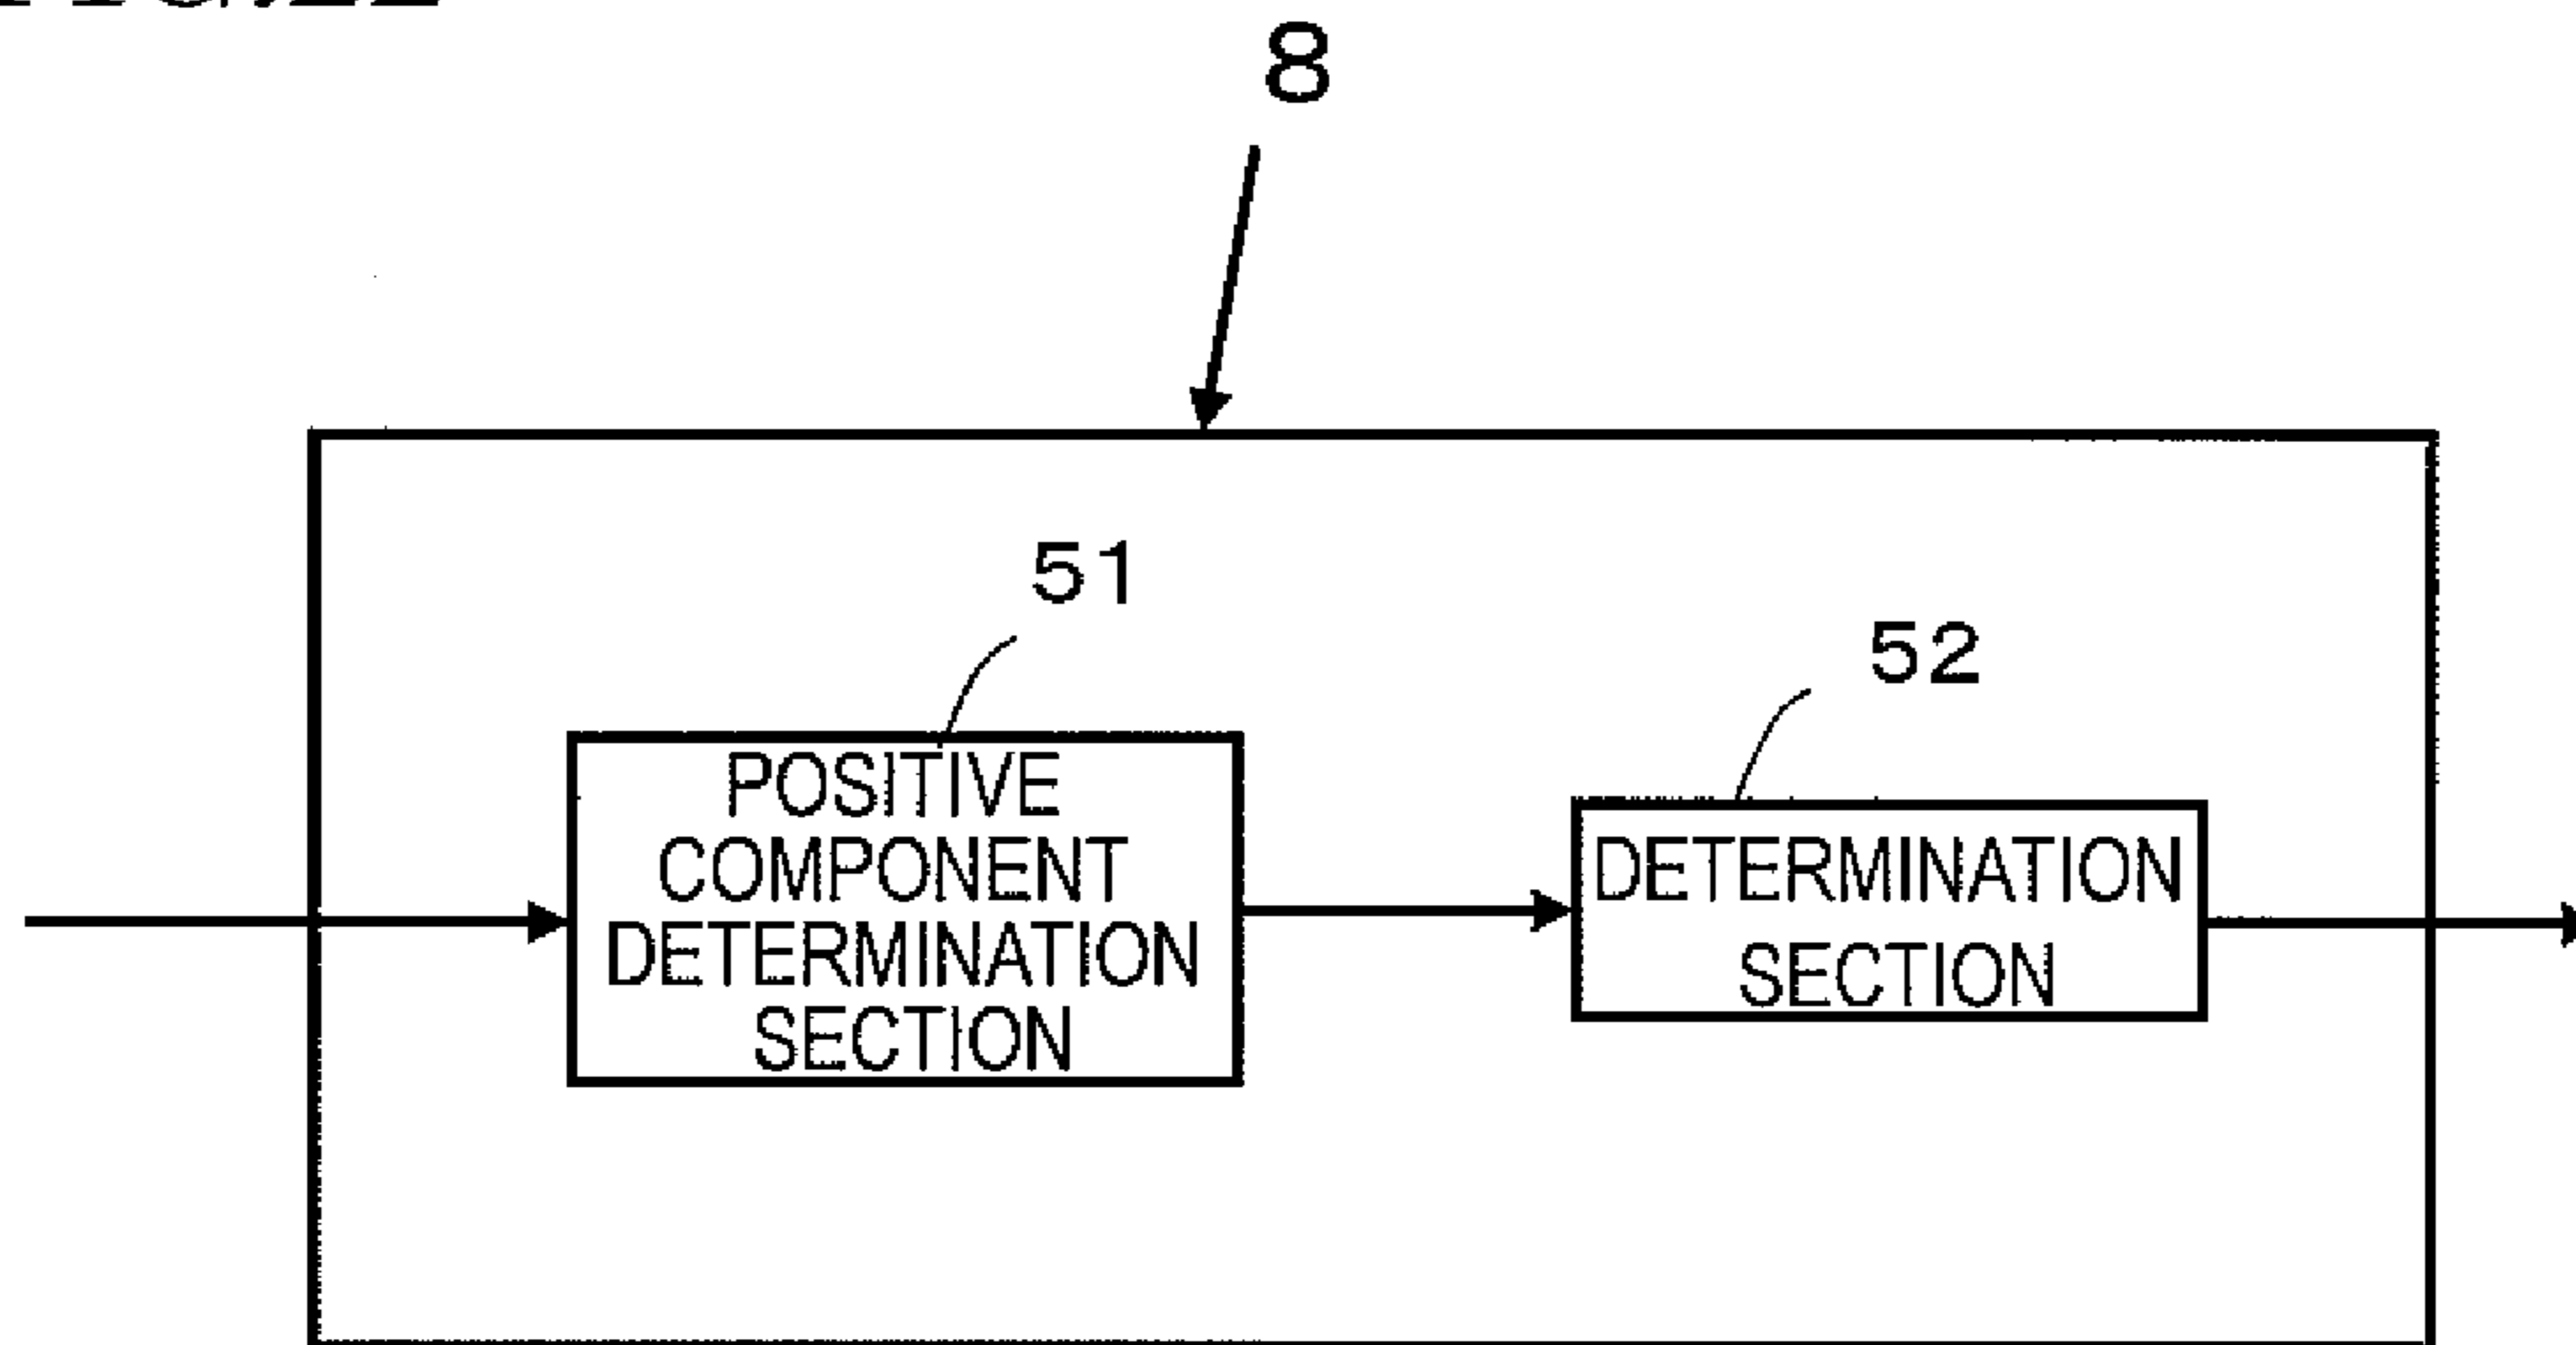 8
51
52
POSITIVE
COMPONENT
DETERMINATION
SECTION
DETERMINATION
SECTION